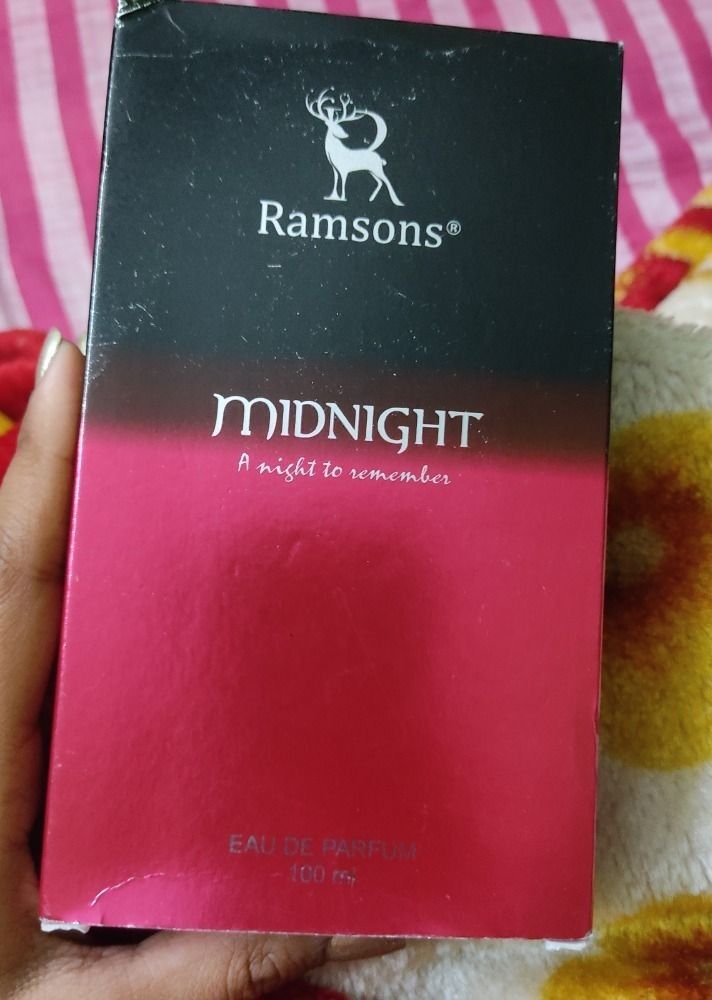 Ramsons®
MIDNIGHT
A night to remember
EAU DE PARFUM
100 ml